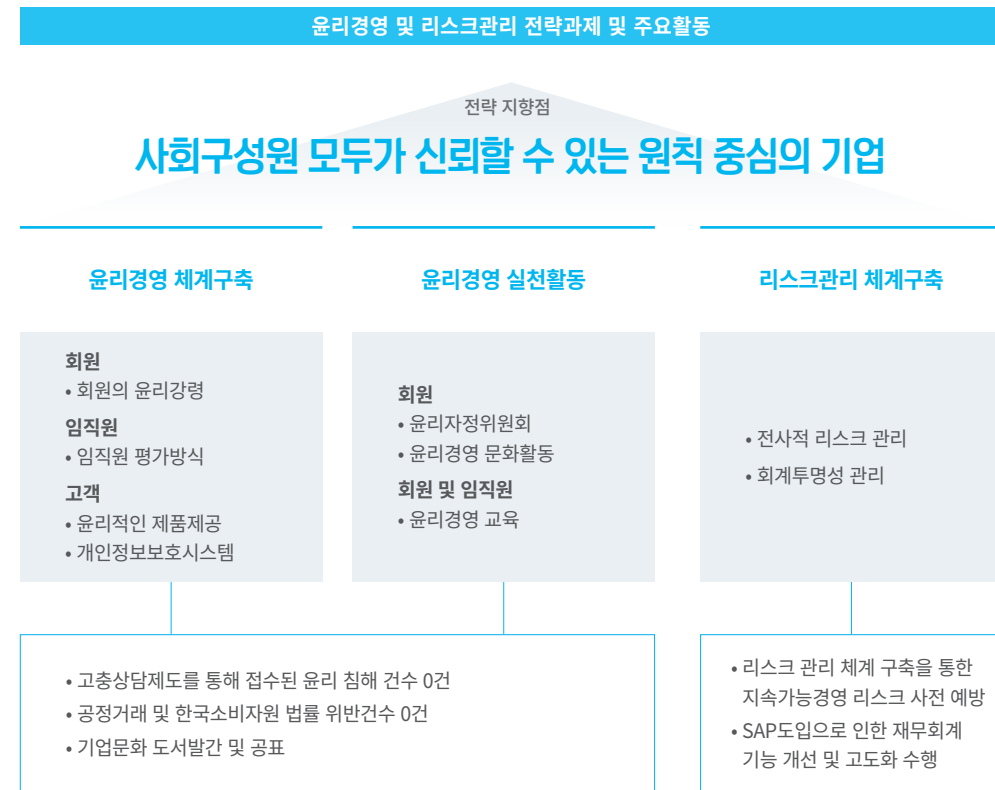 윤리경영 및 리스크관리 전략과제 및 주요활동
전략 지향점
사회구성원 모두가 신뢰할 수 있는 원칙 중심의 기업
윤리경영 체계구축
회원
• 회원의 윤리강령
임직원
• 임직원 평가방식
고객
• 윤리적인 제품제공
• 개인정보보호시스템
윤리경영 실천활동
회원
• 윤리자정위원회
• 윤리경영 문화활동
회원 및 임직원
• 윤리경영 교육
리스크관리 체계구축
• 전사적 리스크 관리
• 회계투명성 관리
• 고충상담제도를 통해 접수된 윤리 침해 건수 0건
• 공정거래 및 한국소비자원 법률 위반건수 0건
• 기업문화 도서발간 및 공표
• 리스크 관리 체계 구축을 통한
지속가능경영 리스크 사전 예방
• SAP도입으로 인한 재무회계
기능 개선 및 고도화 수행